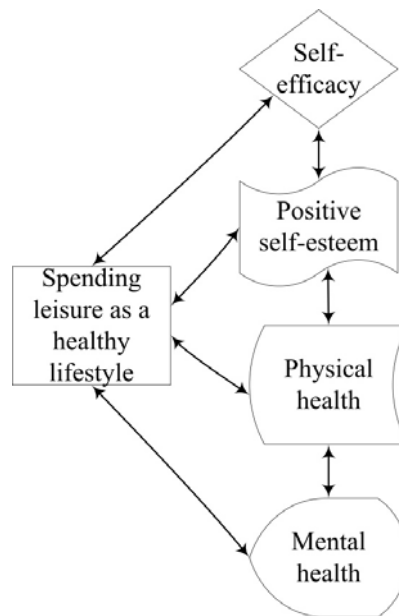 Self-
efficacy
Positive
self-esteem
Spending
leisure as a
healthy
lifestyle
Physical
health
Mental
health